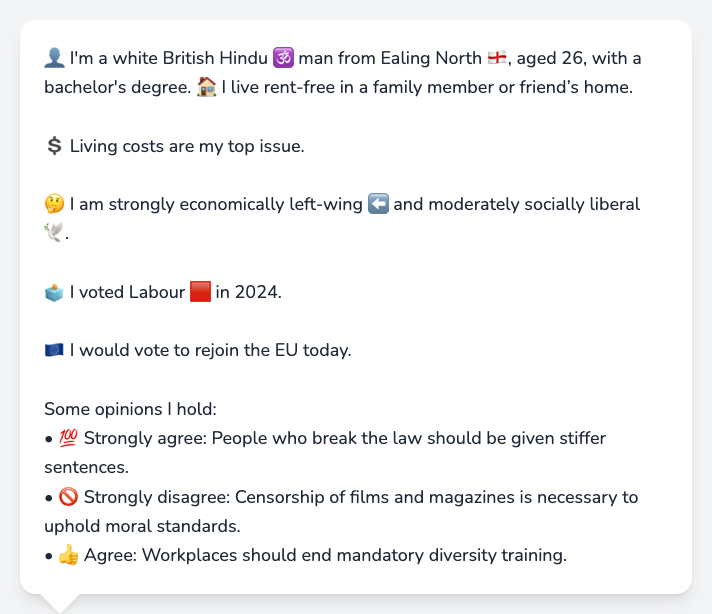 👤 I'm a white British Hindu 🕉️ man from Ealing North 🏴󠁧󠁢󠁥󠁮󠁧󠁿, aged 26, with a
bachelor's degree. 🏠 I live rent-free in a family member or friend’s home.
💲 Living costs are my top issue.
🤔 I am strongly economically left-wing ⬅️ and moderately socially liberal
🕊️.
🗳️ I voted Labour 🟥 in 2024.
🇪🇺 I would vote to rejoin the EU today.
Some opinions I hold:
• 💯 Strongly agree: People who break the law should be given stiffer
sentences.
• 🚫 Strongly disagree: Censorship of films and magazines is necessary to
uphold moral standards.
• 👍 Agree: Workplaces should end mandatory diversity training.